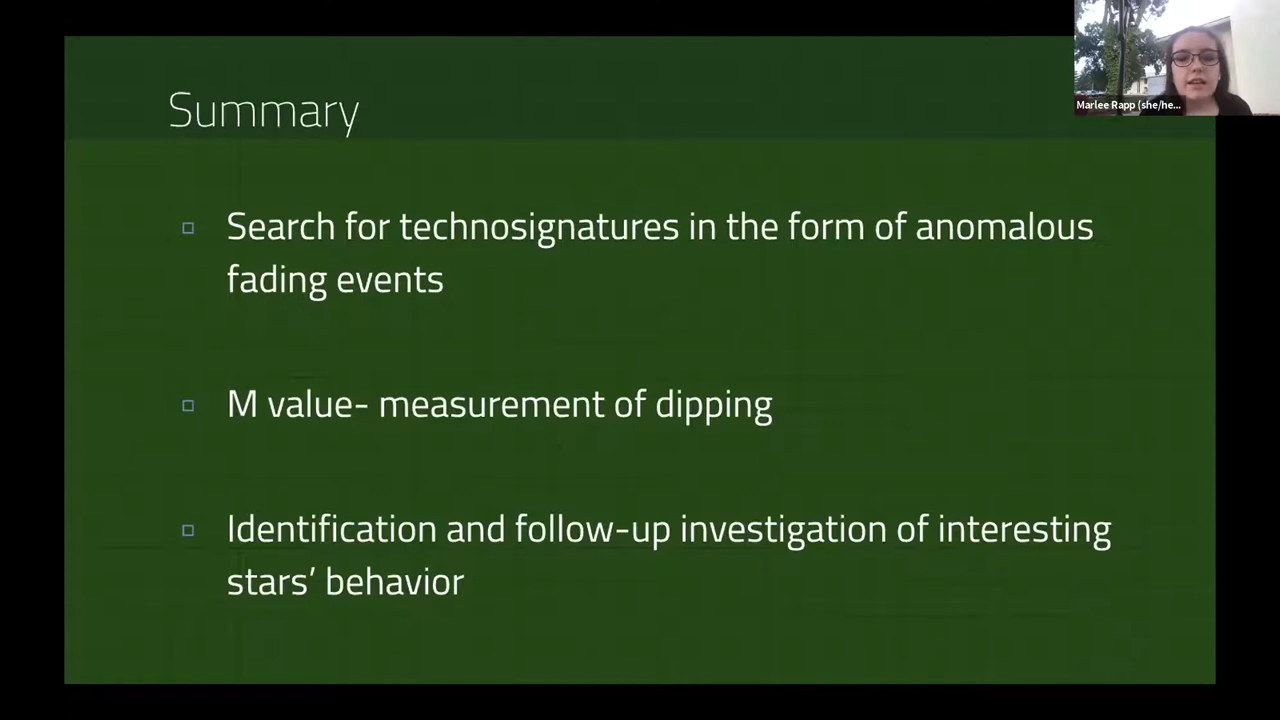 Marlee Rapp (she/he...
Summary
Search for technosignatures in the form of anomalous
fading events
M value- measurement of dipping
Identification and follow-up investigation of interesting
stars’ behavior